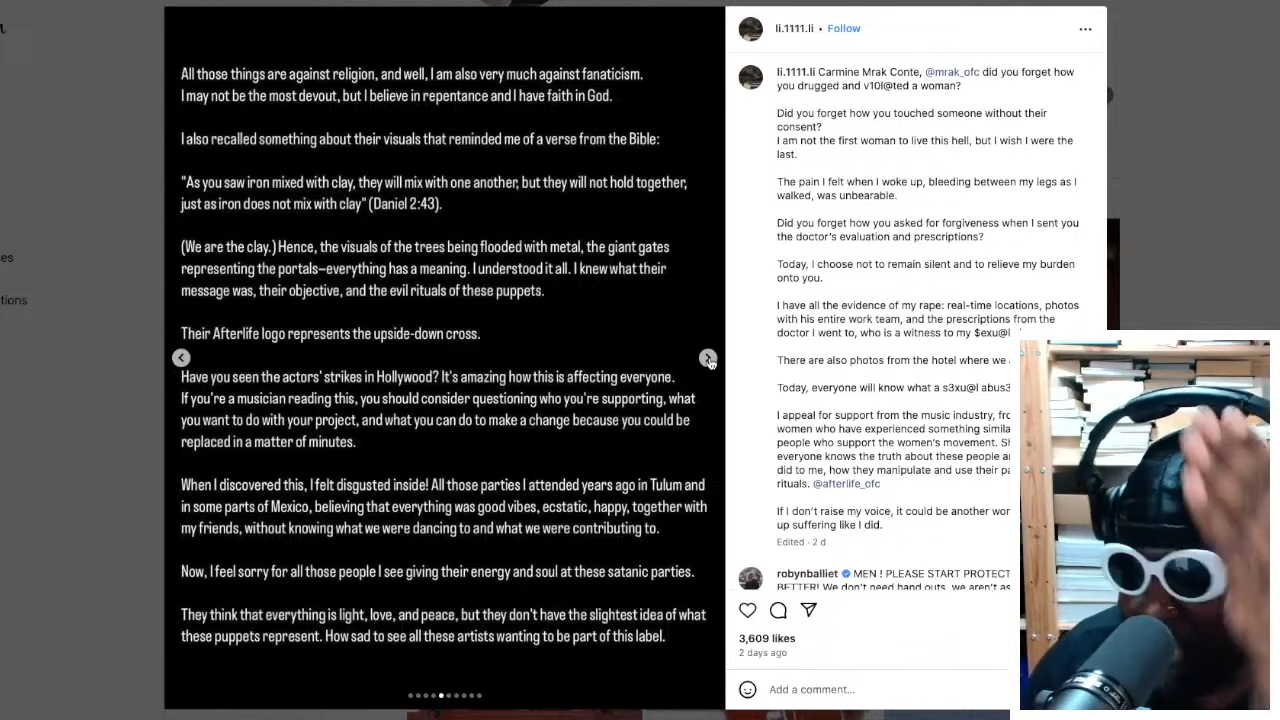 All those things are against religion, and well, I am also very much against fanaticism.
I may not be the most devout, but I believe in repentance and I have faith in God.
I also recalled something about their visuals that reminded me of a verse from the Bible:
"As you saw iron mixed with clay, they will mix with one another, but they will not hold together,
just as iron does not mix with clay" (Daniel 2:43).
(We are the clay.) Hence, the visuals of the trees being flooded with metal, the giant gates
representing the portals—everything has a meaning. I understood it all. I knew what their
message was, their objective, and the evil rituals of these puppets.
Their Afterlife logo represents the upside-down cross.
Have you seen the actors' strikes in Hollywood? It's amazing how this is affecting everyone.
If you're a musician reading this, you should consider questioning who you're supporting, what
you want to do with your project, and what you can do to make a change because you could be
replaced in a matter of minutes.
When I discovered this, I felt disgusted inside! All those parties I attended years ago in Tulum and
in some parts of Mexico, believing that everything was good vibes, ecstatic, happy, together with
my friends, without knowing what we were dancing to and what we were contributing to.
Now, I feel sorry for all those people I see giving their energy and soul at these satanic parties.
They think that everything is light, love, and peace, but they don't have the slightest idea of what
these puppets represent. How sad to see all these artists wanting to be part of this label.
li.1111.li • Follow
li.1111.li Carmine Mrak Conte, @mrak_ofc did you forget how
you drugged and v10l@ted a woman?
Did you forget how you touched someone without their
consent?
I am not the first woman to live this hell, but I wish I were the
last.
The pain I felt when I woke up, bleeding between my legs as I
walked, was unbearable.
Did you forget how you asked for forgiveness when I sent you
the doctor's evaluation and prescriptions?
Today, I choose not to remain silent and to relieve my burden
onto you.
I have all the evidence of my rape: real-time locations, photos
with his entire work team, and the prescriptions from the
doctor I went to, who is a witness to my $exu@l
There are also photos from the hotel where we
Today, everyone will know what a s3xu@l abus3
I appeal for support from the music industry, fro
women who have experienced something simila
people who support the women's movement. S
everyone knows the truth about these people a
did to me, how they manipulate and use their pa
rituals. @afterlife_ofc
If I don't raise my voice, it could be another wor
up suffering like I did.
Edited · 2 d
robynballiet MEN ! PLEASE START PROTECT
BETTER! We don't need hand outs, we aren't as
3,609 likes
2 days ago
Add a comment...
es
tions